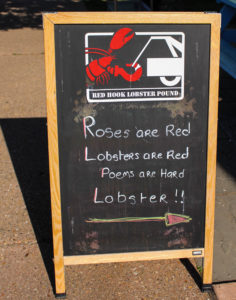 RED HOOK LOBSTER POUND
Roses are Red
Lobsters are Red
Poems are Hard
Lobster !!